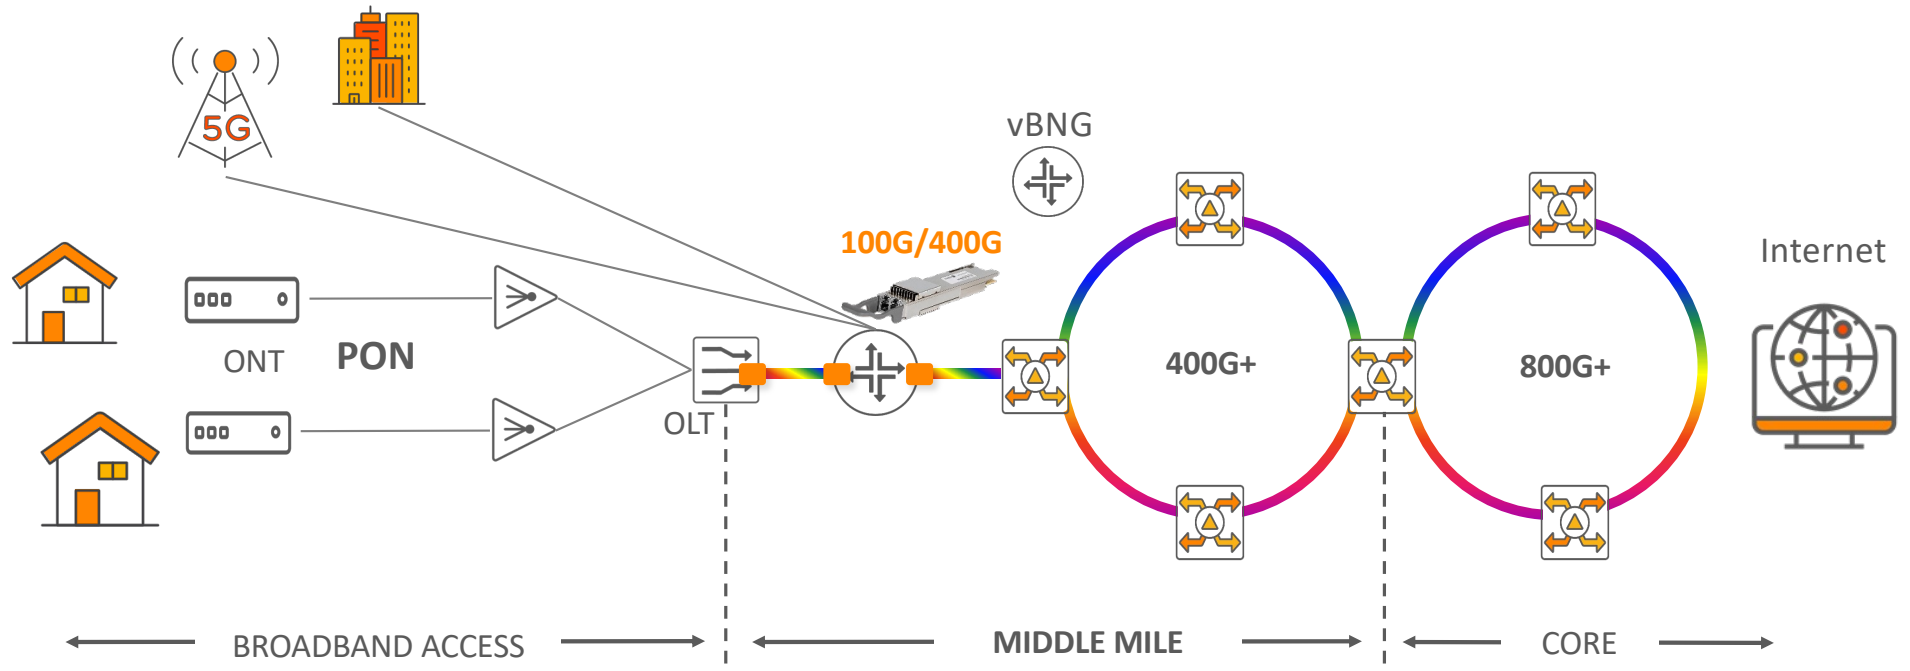 5G
vBNG
100G/400G
Internet
ONT
PON
OLT
400G+
800G+
BROADBAND ACCESS
MIDDLE MILE
CORE